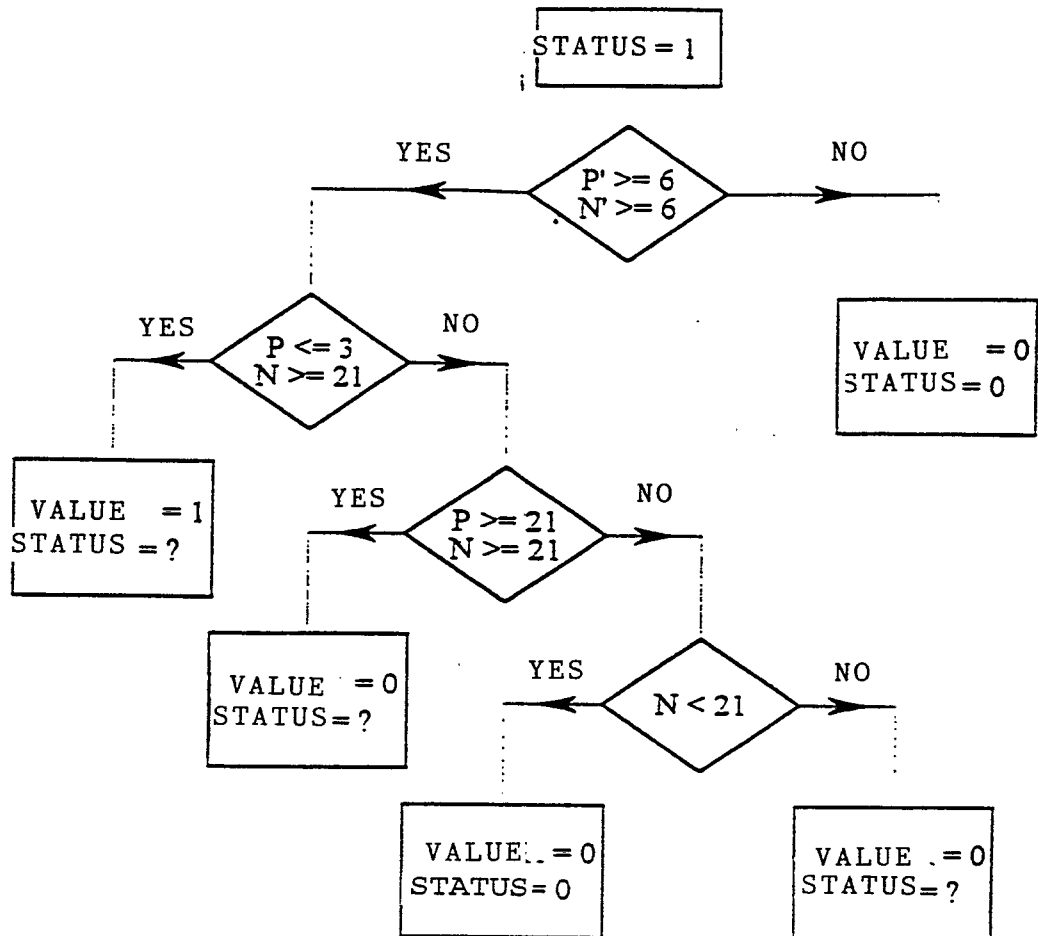 STATUS = 1
YES
NO
P' >= 6
N' >= 6
YES
NO
P <= 3
N >= 21
VALUE = 0
STATUS = 0
VALUE = 1
STATUS = ?
YES
NO
P >= 21
N >= 21
VALUE = 0
STATUS = ?
YES
NO
N < 21
VALUE = 0
STATUS = 0
VALUE = 0
STATUS = ?